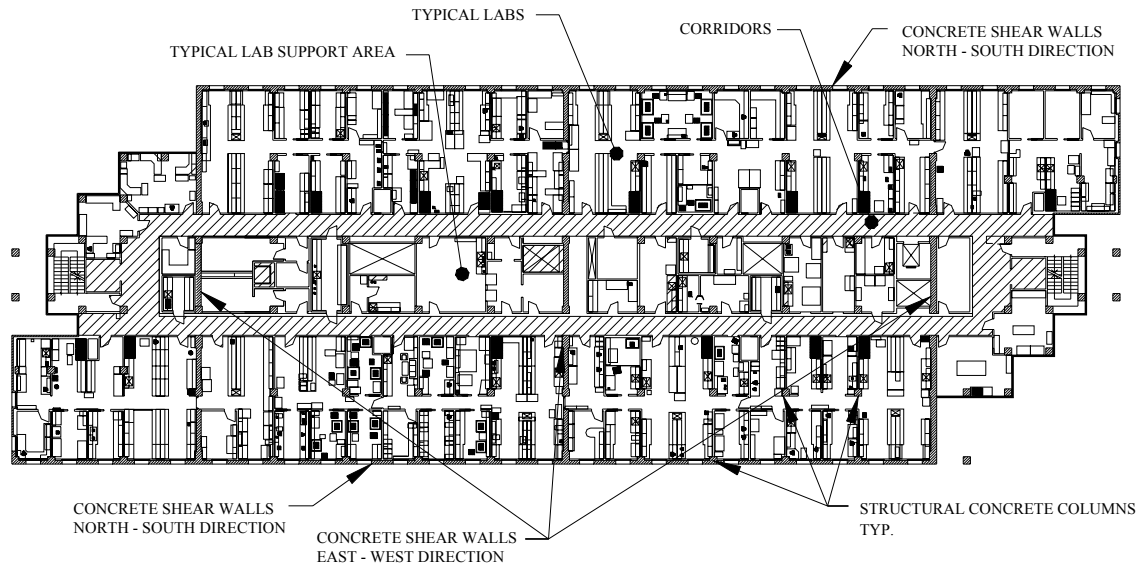 TYPICAL LABS
CORRIDORS
CONCRETE SHEAR WALLS
NORTH - SOUTH DIRECTION
TYPICAL LAB SUPPORT AREA
CONCRETE SHEAR WALLS
NORTH - SOUTH DIRECTION
CONCRETE SHEAR WALLS
EAST - WEST DIRECTION
STRUCTURAL CONCRETE COLUMNS
TYP.